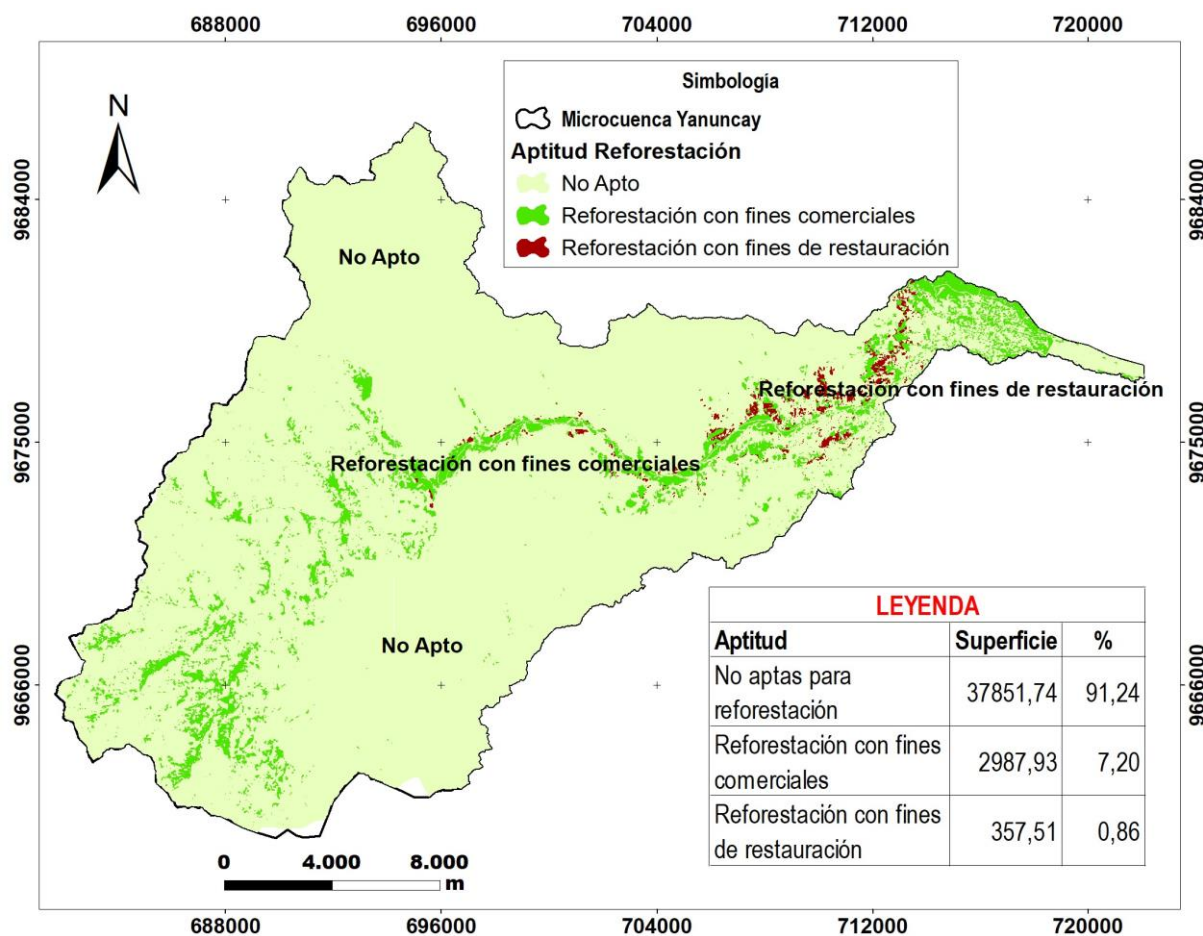 688000 696000 704000 712000 720000
N
Simbología
Microcuenca Yanuncay
Aptitud Reforestación
No Apto
Reforestación con fines comerciales
Reforestación con fines de restauración
9684000 9684000
No Apto
Reforestación con fines de restauración
9675000 9675000
Reforestación con fines comerciales
No Apto
9666000 9666000
LEYENDA
Aptitud Superficie %
No aptas para
reforestación 37851,74 91,24
Reforestación con fines
comerciales 2987,93 7,20
Reforestación con fines
de restauración 357,51 0,86
0 4.000 8.000
m
688000 696000 704000 712000 720000